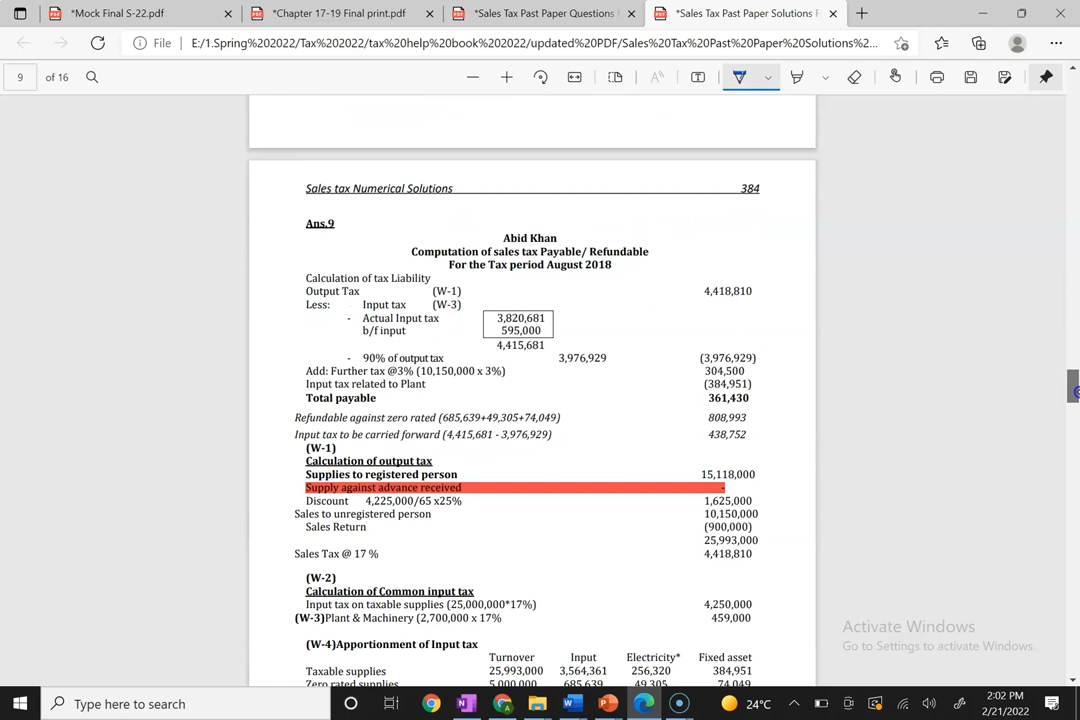 *Mock Final S-22.pdf
*Chapter 17-19 Final print.pdf
*Sales Tax Past Paper Questions
*Sales Tax Past Paper Solutions F
File
E:/1.Spring%202022/Tax%202022/tax%20help%20book%202022/updated%20PDF/Sales%20Tax%20Past%20Paper%20Solutions%2...
9 of 16
Sales tax Numerical Solutions 384
Ans.9
Abid Khan
Computation of sales tax Payable/ Refundable
For the Tax period August 2018
Calculation of tax Liability
Output Tax (W-1) 4,418,810
Less: Input tax (W-3)
- Actual Input tax 3,820,681
b/f input 595,000
4,415,681
- 90% of output tax 3,976,929 (3,976,929)
Add: Further tax @3% (10,150,000 x 3%) 304,500
Input tax related to Plant (384,951)
Total payable 361,430
Refundable against zero rated (685,639+49,305+74,049) 808,993
Input tax to be carried forward (4,415,681 - 3,976,929) 438,752
(W-1)
Calculation of output tax
Supplies to registered person 15,118,000
Supply against advance received -
Discount 4,225,000/65 x25% 1,625,000
Sales to unregistered person 10,150,000
Sales Return (900,000)
25,993,000
Sales Tax @ 17 % 4,418,810
(W-2)
Calculation of Common input tax
Input tax on taxable supplies (25,000,000*17%) 4,250,000
(W-3)Plant & Machinery (2,700,000 x 17% 459,000
(W-4)Apportionment of Input tax
Turnover Input Electricity* Fixed asset
Taxable supplies 25,993,000 3,564,361 256,320 384,951
Zero rated supplies 5,000,000 685,639 49,305 74,049
Activate Windows
Go to Settings to activate Windows.
Type here to search
24°C
2:02 PM
2/21/2022